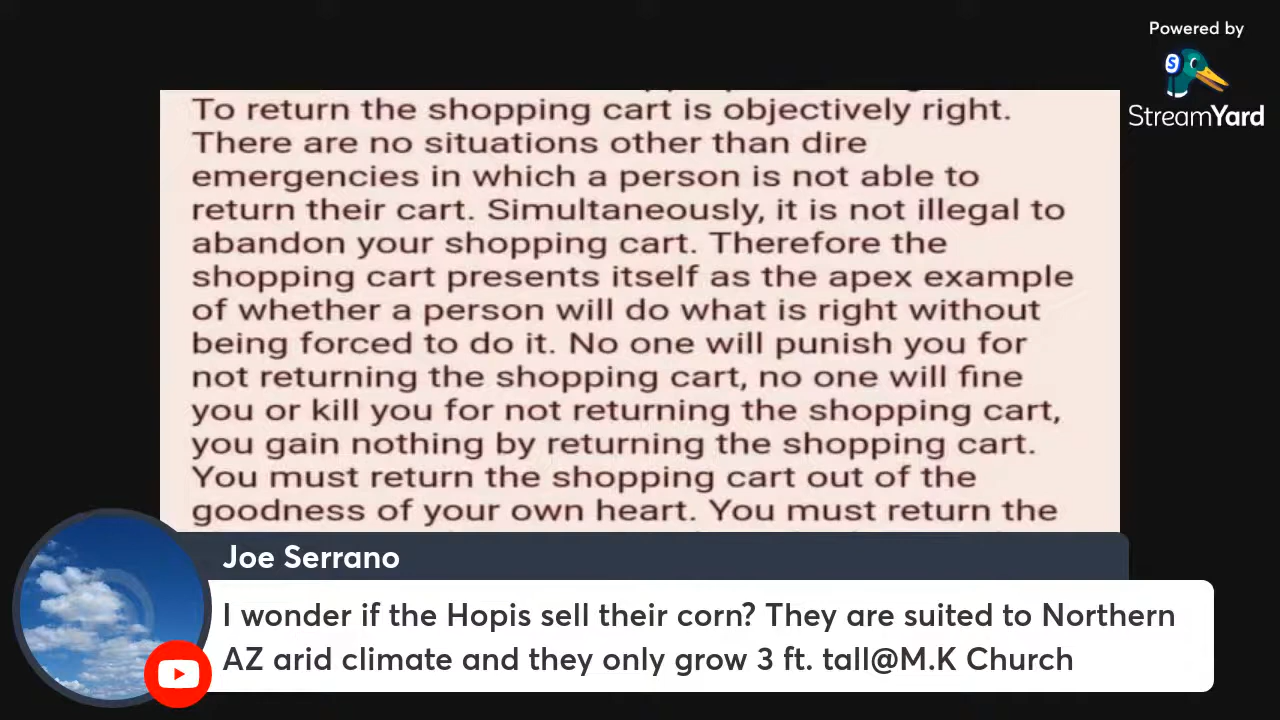 Powered by
StreamYard
To return the shopping cart is objectively right.
There are no situations other than dire
emergencies in which a person is not able to
return their cart. Simultaneously, it is not illegal to
abandon your shopping cart. Therefore the
shopping cart presents itself as the apex example
of whether a person will do what is right without
being forced to do it. No one will punish you for
not returning the shopping cart, no one will fine
you or kill you for not returning the shopping cart,
you gain nothing by returning the shopping cart.
You must return the shopping cart out of the
goodness of your own heart. You must return the
Joe Serrano
I wonder if the Hopis sell their corn? They are suited to Northern
AZ arid climate and they only grow 3 ft. tall@M.K Church